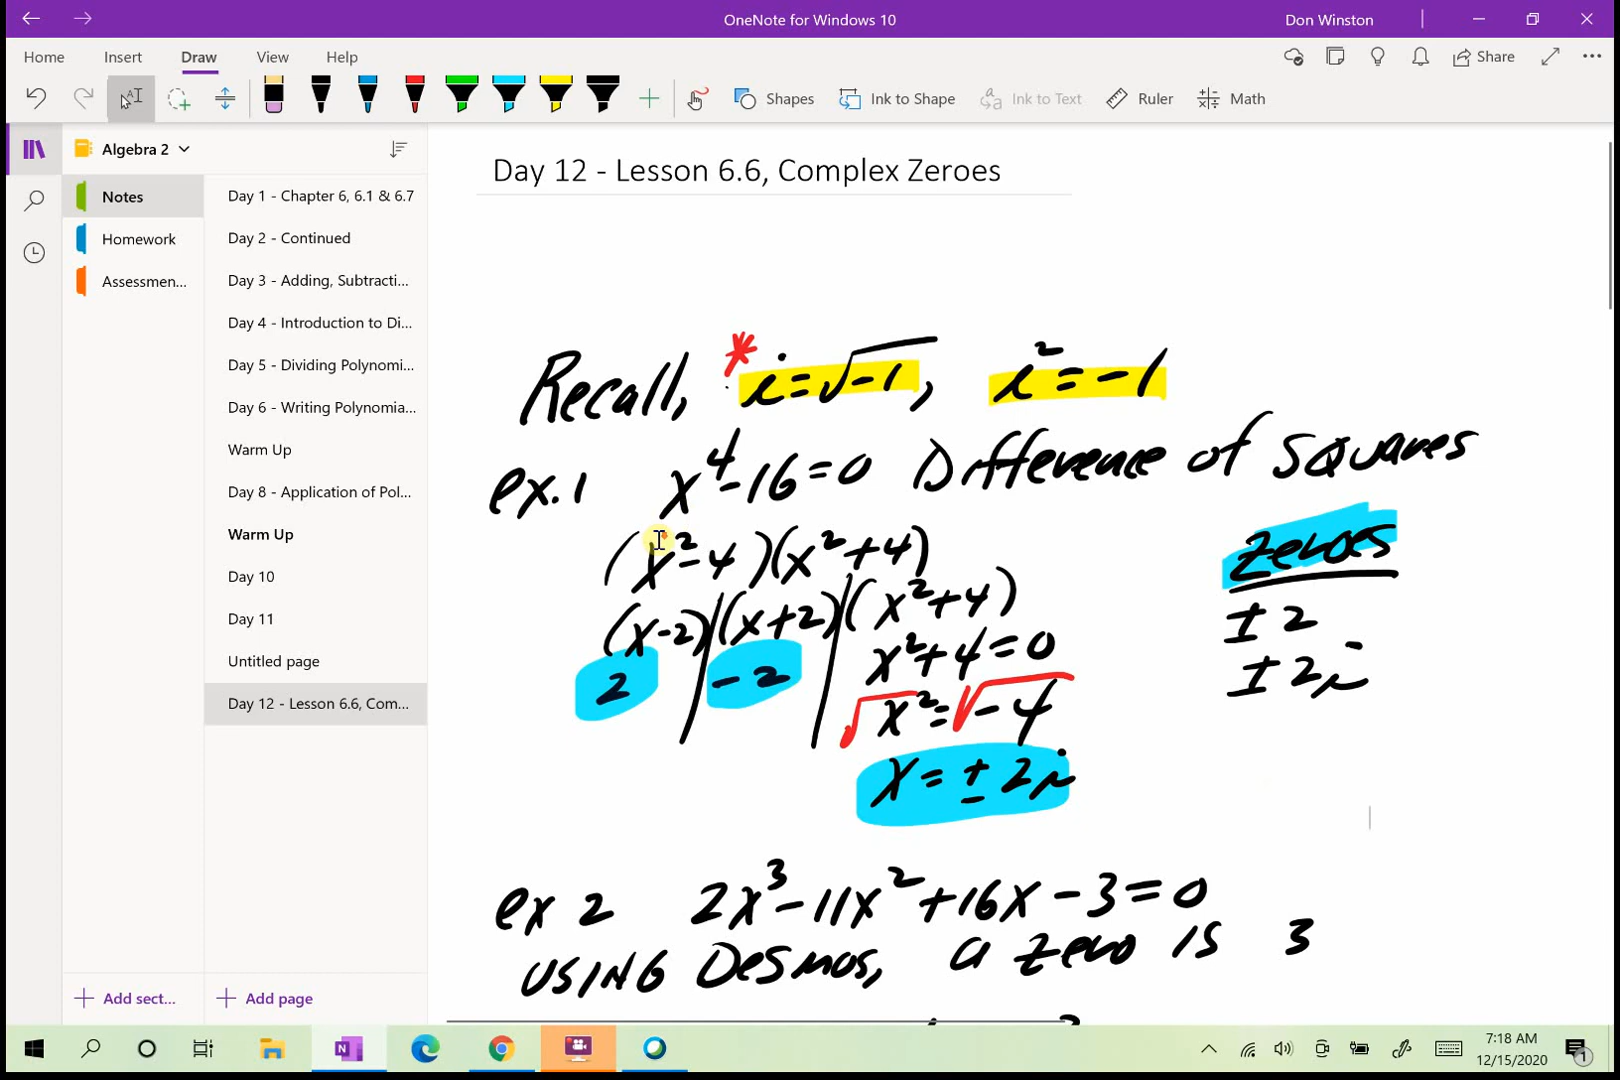 OneNote for Windows 10
Don Winston
Home Insert Draw View Help
Share
Shapes Ink to Shape Ink to Text Ruler Math
Algebra 2
Notes
Homework
Assessmen...
Day 1 - Chapter 6, 6.1 & 6.7
Day 2 - Continued
Day 3 - Adding, Subtracti...
Day 4 - Introduction to Di...
Day 5 - Dividing Polynomi...
Day 6 - Writing Polynomia...
Warm Up
Day 8 - Application of Pol...
Warm Up
Day 10
Day 11
Untitled page
Day 12 - Lesson 6.6, Com...
Add sect...
Add page
Day 12 - Lesson 6.6, Complex Zeroes
Recall, * i=√-1, i²=-1
ex.1 x⁴-16=0 Difference of Squares
(x²-4)(x²+4)
(x-2)(x+2)(x²+4)
2 -2 x²+4=0
√x²=√-4
x=±2i
zeroes
±2
±2i
ex 2 2x³-11x²+16x-3=0
USING Desmos, a zero is 3
7:18 AM
12/15/2020
1